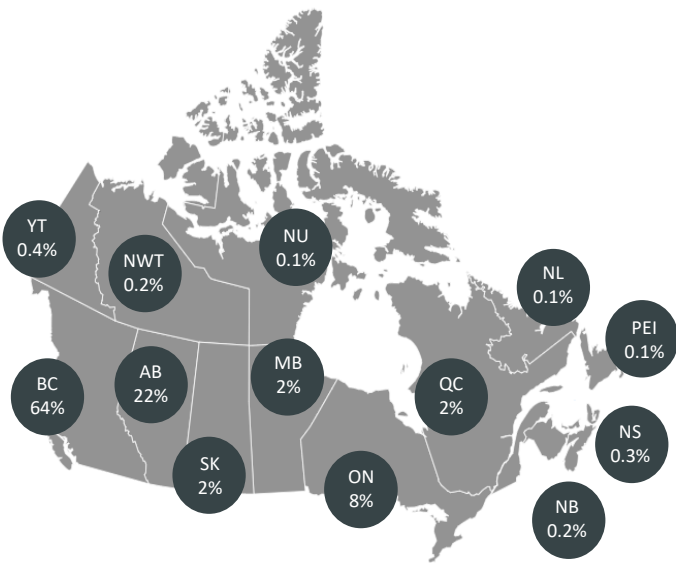 YT
0.4%
NWT
0.2%
NU
0.1%
NL
0.1%
PEI
0.1%
BC
64%
AB
22%
MB
2%
QC
2%
NS
0.3%
SK
2%
ON
8%
NB
0.2%